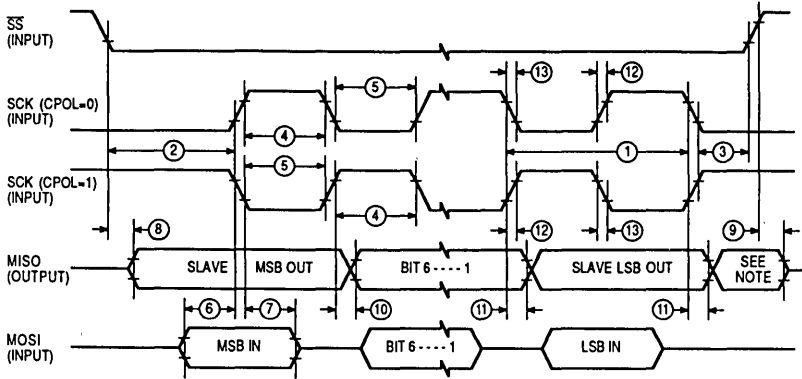 SS
(INPUT)
13 12
5
SCK (CPOL=0)
(INPUT)
4
2 5 1 3
SCK (CPOL=1)
(INPUT)
4
8 12 13 9
MISO
(OUTPUT)
SLAVE MSB OUT BIT 6 - - - - 1 SLAVE LSB OUT SEE
NOTE
6 7 10 11 11
MOSI
(INPUT)
MSB IN BIT 6 - - - - 1 LSB IN